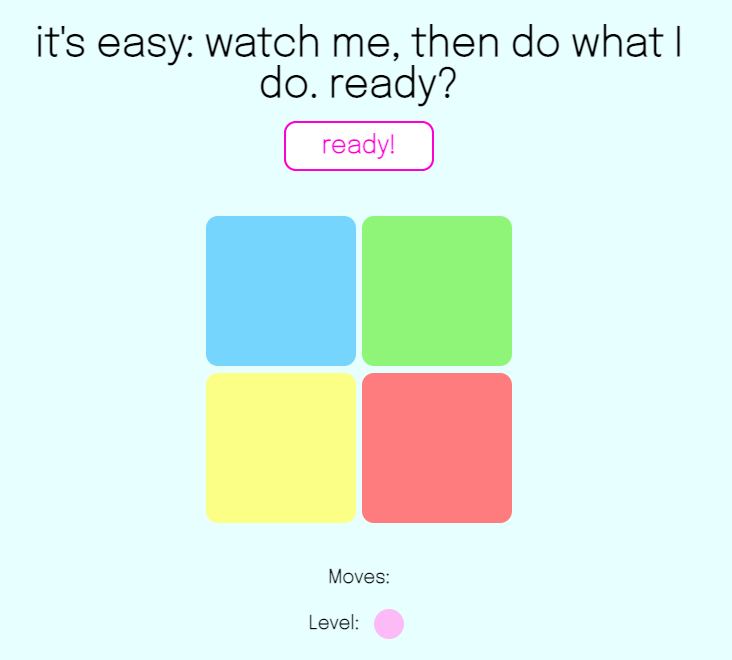 it's easy: watch me, then do what I
do. ready?
ready!
Moves:
Level: